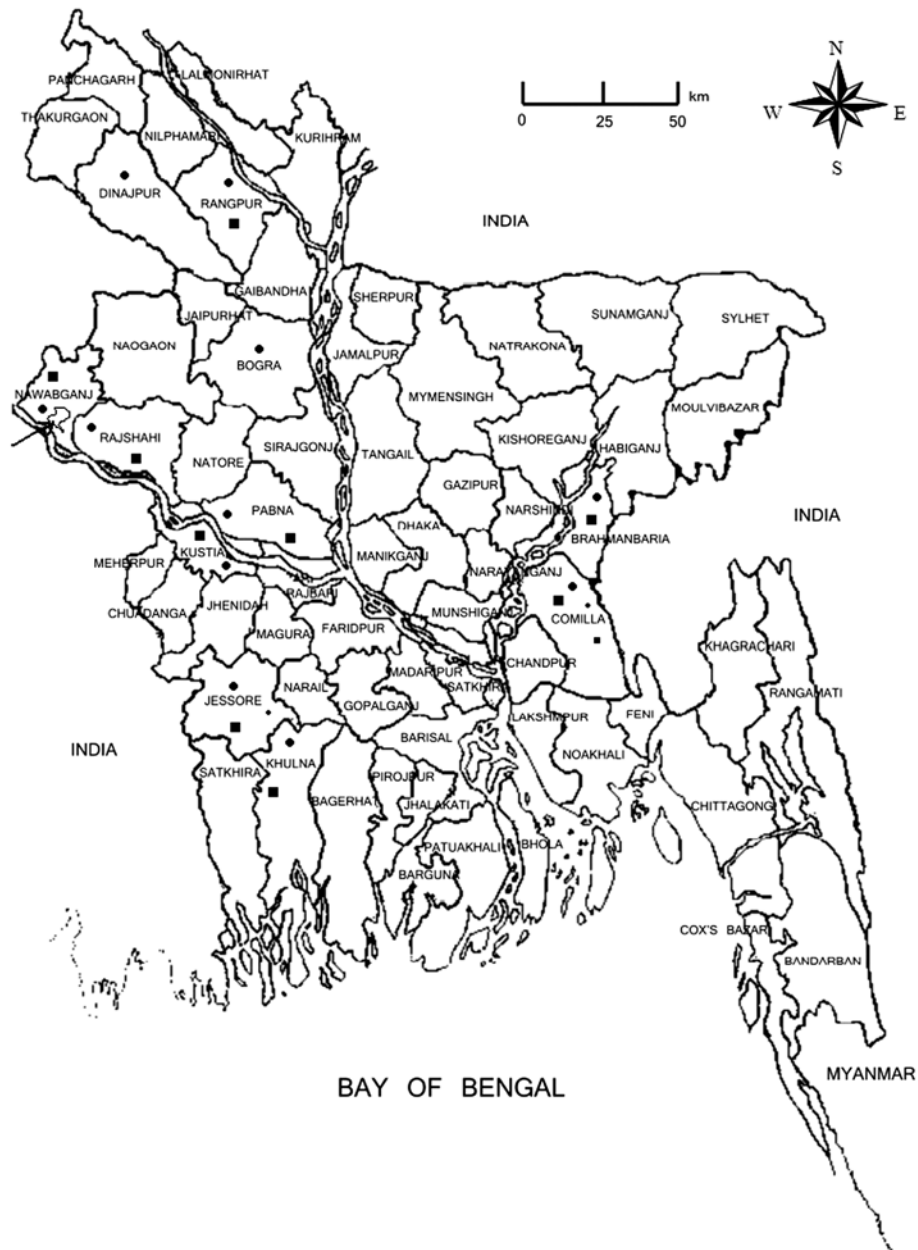 N
W E
S
km
0 25 50
PANCHAGARH
LALMONIRHAT
THAKURGAON
NILPHAMARI
KURIHRAM
DINAJPUR
RANGPUR
INDIA
GAIBANDHA
SHERPUR
JAIPURHAT
SUNAMGANJ
SYLHET
NAOGAON
NATRAKONA
BOGRA
JAMALPUR
NAWABGANJ
MYMENSINGH
MOULVIBAZAR
RAJSHAHI
KISHOREGANJ
SIRAJGONJ
TANGAIL
HABIGANJ
NATORE
GAZIPUR
PABNA
NARSHINDI
INDIA
DHAKA
BRAHMANBARIA
KUSTIA
MANIKGANJ
MEHERPUR
NARAYANGANJ
RAJBARI
CHUADANGA
JHENIDAH
MUNSHIGANJ
COMILLA
MAGURA
FARIDPUR
KHAGRACHARI
MADARIPUR
CHANDPUR
NARAIL
SATKHIRA
RANGAMATI
JESSORE
GOPALGANJ
LAKSHMPUR
FENI
BARISAL
INDIA
NOAKHALI
KHULNA
SATKHIRA
PIROJPUR
BAGERHAT
JHALAKATI
CHITTAGONG
PATUAKHALI
BHOLA
BARGUNA
COX'S BAZAR
BANDARBAN
MYANMAR
BAY OF BENGAL